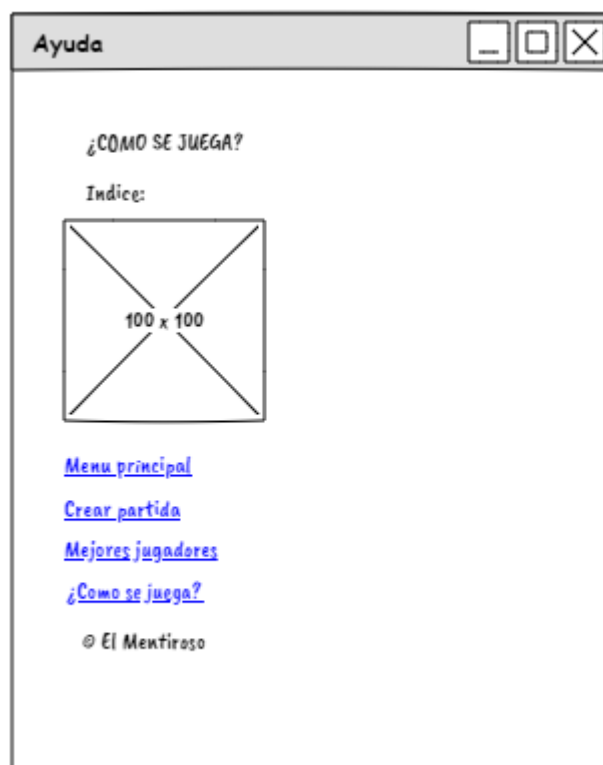 Ayuda
¿COMO SE JUEGA?
Indice:
100 x 100
Menu principal
Crear partida
Mejores jugadores
¿Como se juega?
© El Mentiroso